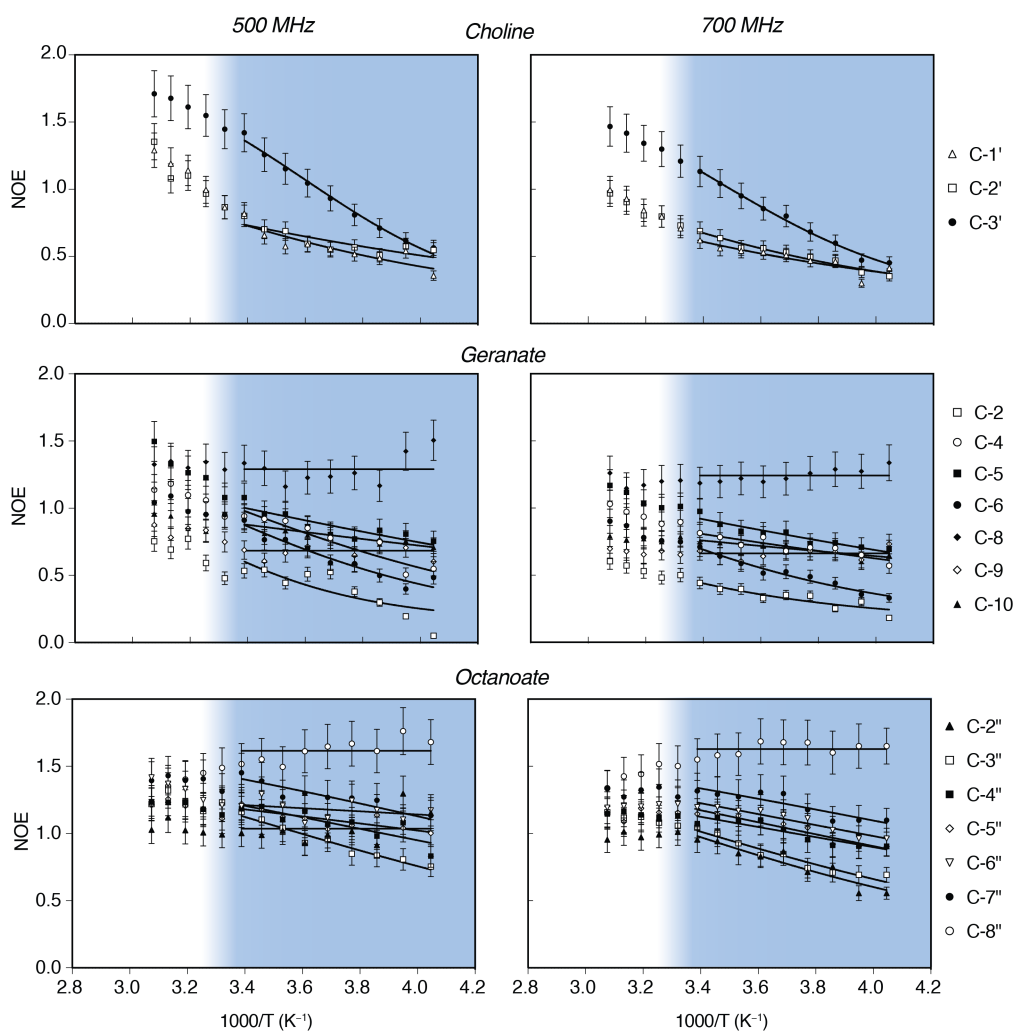 500 MHz
700 MHz
Choline
2.0
1.5
1.0
0.5
0.0
NOE
C-1'
C-2'
C-3'
Geranate
2.0
1.5
1.0
0.5
0.0
NOE
C-2
C-4
C-5
C-6
C-8
C-9
C-10
Octanoate
2.0
1.5
1.0
0.5
0.0
NOE
C-2"
C-3"
C-4"
C-5"
C-6"
C-7"
C-8"
2.8 3.0 3.2 3.4 3.6 3.8 4.0 4.2
2.8 3.0 3.2 3.4 3.6 3.8 4.0 4.2
1000/T (K⁻¹)
1000/T (K⁻¹)